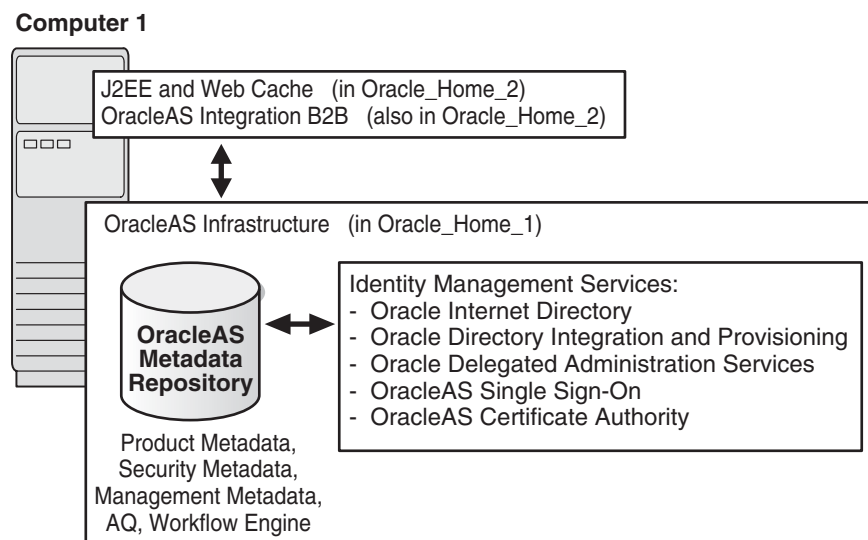 Computer 1
J2EE and Web Cache (in Oracle_Home_2)
OracleAS Integration B2B (also in Oracle_Home_2)
OracleAS Infrastructure (in Oracle_Home_1)
OracleAS
Metadata
Repository
Product Metadata,
Security Metadata,
Management Metadata,
AQ, Workflow Engine
Identity Management Services:
- Oracle Internet Directory
- Oracle Directory Integration and Provisioning
- Oracle Delegated Administration Services
- OracleAS Single Sign-On
- OracleAS Certificate Authority